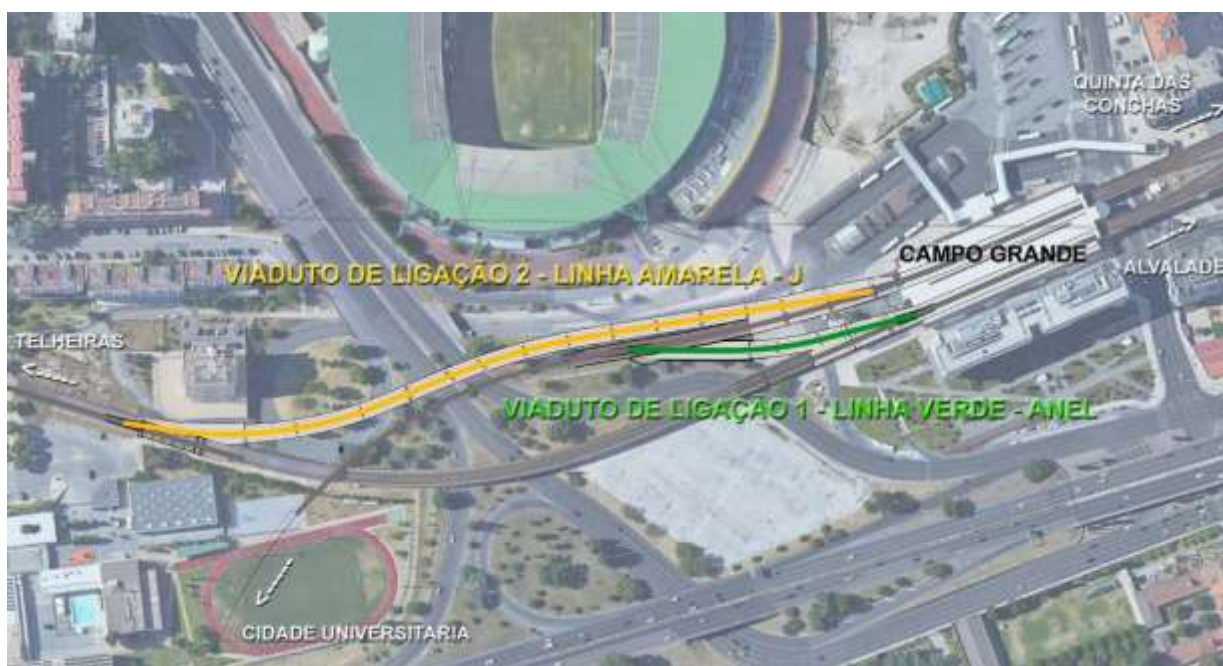 QUINTA DAS
CONCHAS
CAMPO GRANDE
ALVALADE
VIADUTO DE LIGAÇÃO 2 - LINHA AMARELA - J
TELHEIRAS
VIADUTO DE LIGAÇÃO 1 - LINHA VERDE - ANEL
CIDADE UNIVERSITARIA